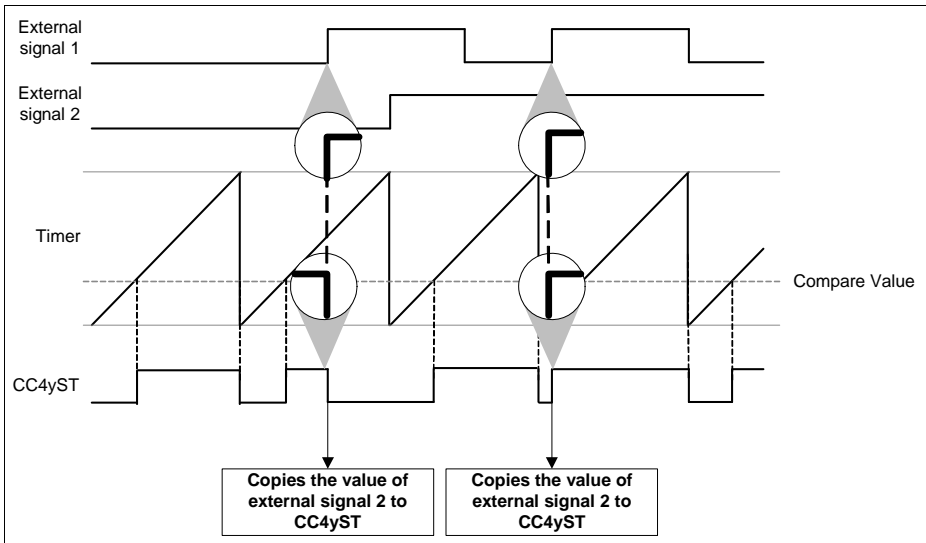 External
signal 1
External
signal 2
Timer
Compare Value
CC4yST
Copies the value of
external signal 2 to
CC4yST
Copies the value of
external signal 2 to
CC4yST